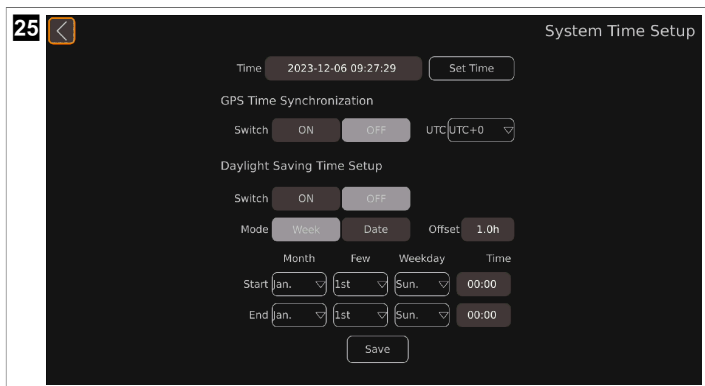 25
System Time Setup
Time 2023-12-06 09:27:29 Set Time
GPS Time Synchronization
Switch ON OFF UTC UTC+0
Daylight Saving Time Setup
Switch ON OFF
Mode Week Date Offset 1.0h
Month Few Weekday Time
Start Jan. 1st Sun. 00:00
End Jan. 1st Sun. 00:00
Save